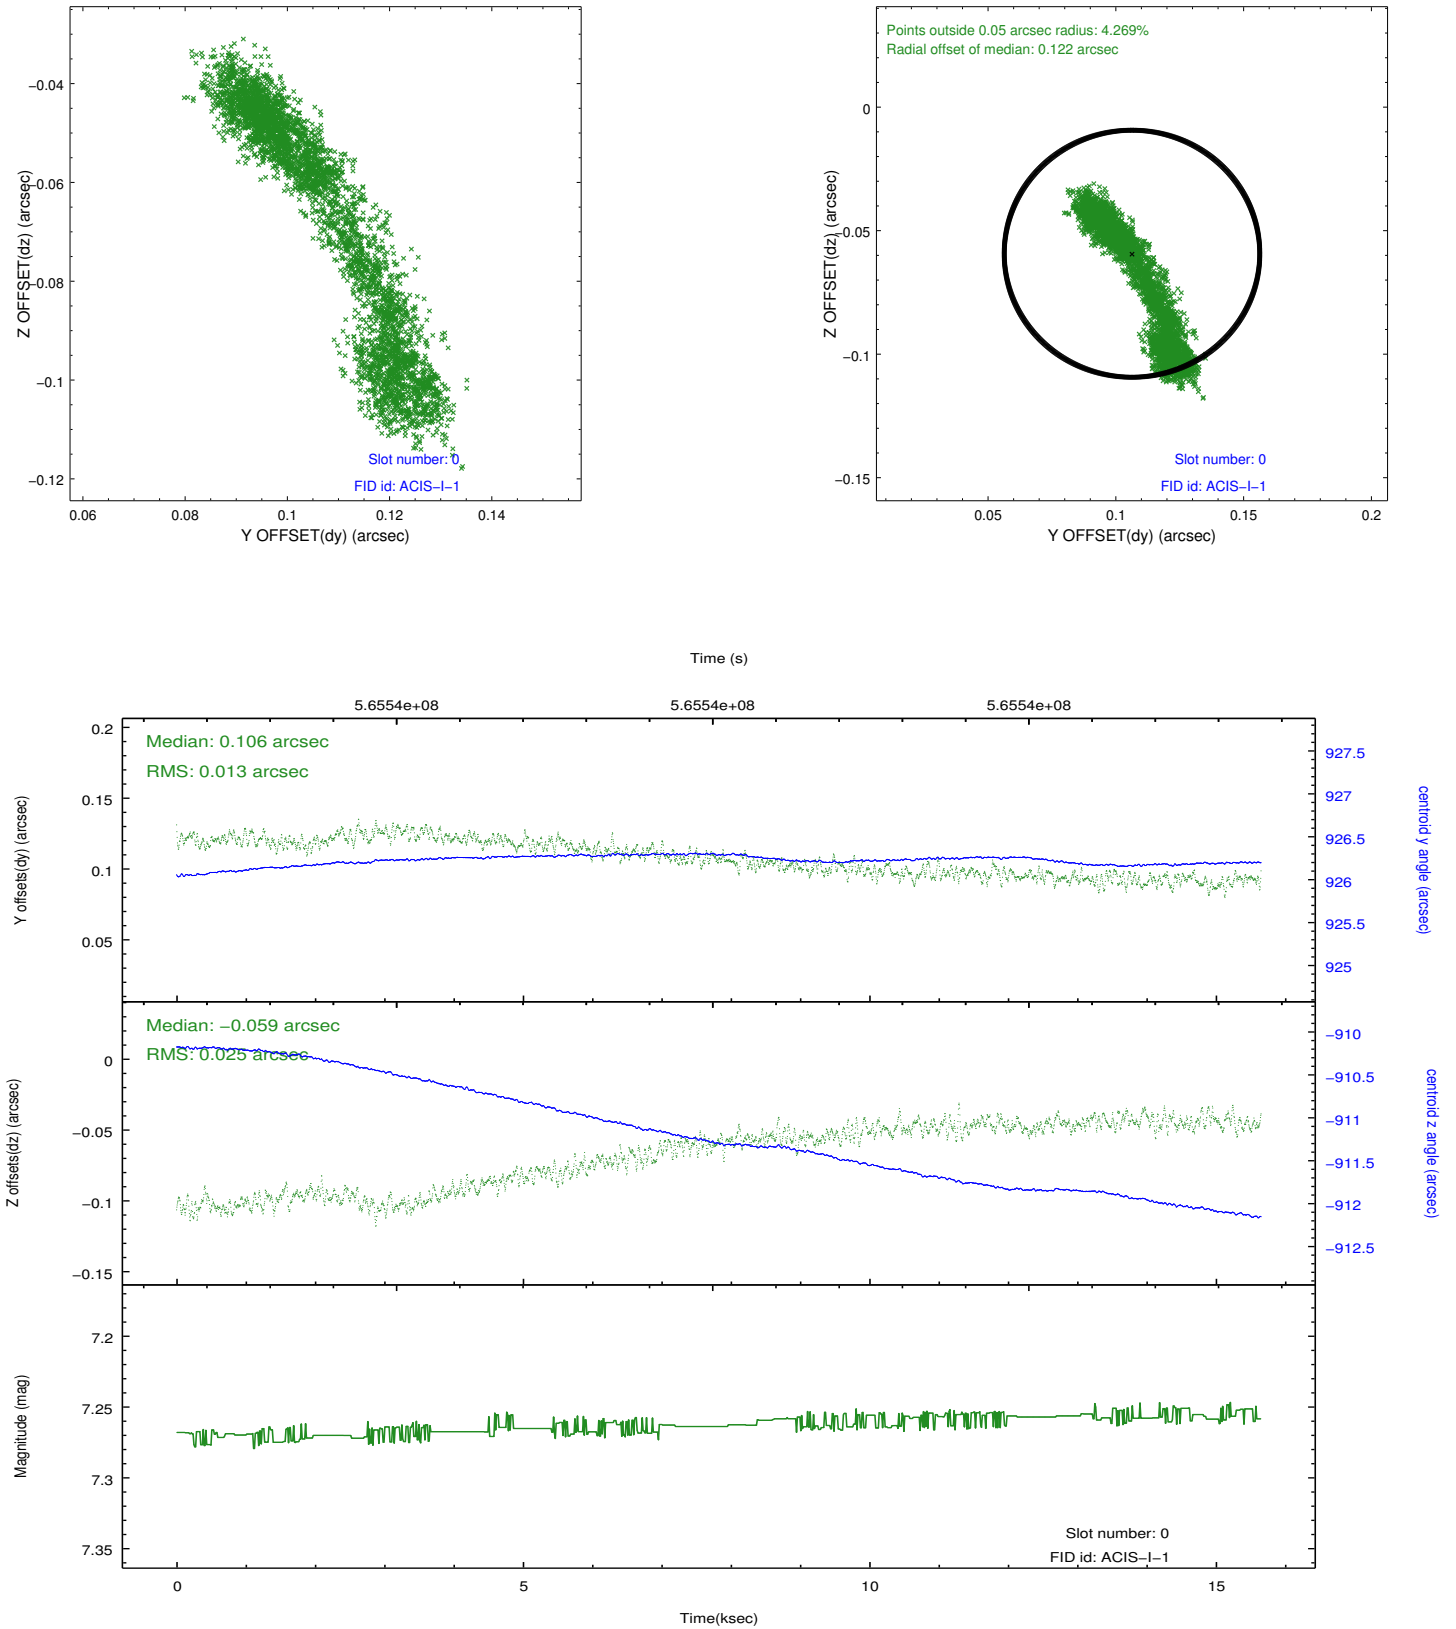 −0.04
−0.06
−0.08
−0.1
−0.12
Z OFFSET(dz) (arcsec)
0.06 0.08 0.1 0.12 0.14
Y OFFSET(dy) (arcsec)
Slot number: 0
FID id: ACIS−I−1
Points outside 0.05 arcsec radius: 4.269%
Radial offset of median: 0.122 arcsec
0
−0.05
−0.1
−0.15
Z OFFSET(dz) (arcsec)
0.05 0.1 0.15 0.2
Y OFFSET(dy) (arcsec)
Slot number: 0
FID id: ACIS−I−1
Time (s)
5.6554e+08 5.6554e+08 5.6554e+08
Median: 0.106 arcsec
RMS: 0.013 arcsec
0.2
0.15
0.1
0.05
Y offsets(dy) (arcsec)
927.5
927
926.5
926
925.5
925
centroid y angle (arcsec)
Median: −0.059 arcsec
RMS: 0.025 arcsec
0
−0.05
−0.1
−0.15
Z offsets(dz) (arcsec)
−910
−910.5
−911
−911.5
−912
−912.5
centroid z angle (arcsec)
7.2
7.25
7.3
7.35
Magnitude (mag)
Slot number: 0
FID id: ACIS−I−1
0 5 10 15
Time(ksec)